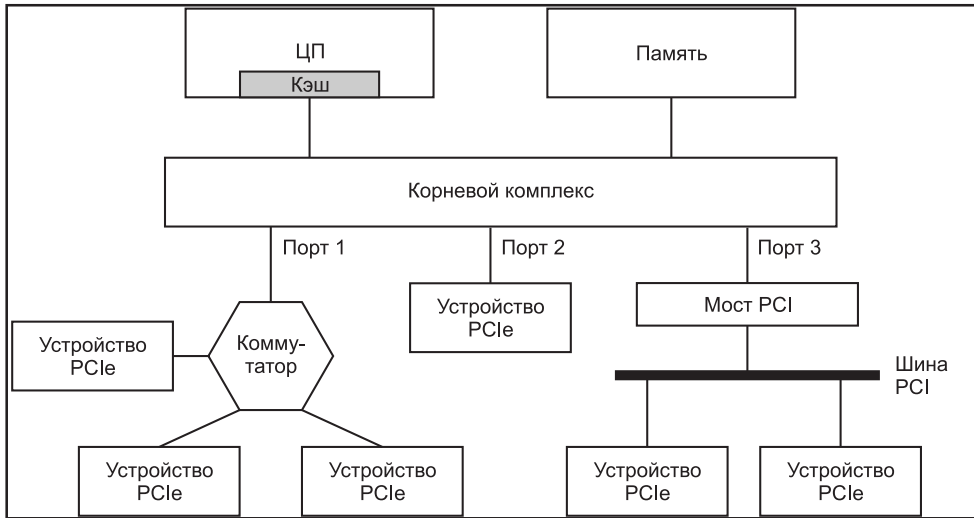 ЦП
Кэш
Память
Корневой комплекс
Порт 1
Порт 2
Порт 3
Устройство
PCIe
Комму-
татор
Устройство
PCIe
Мост PCI
Шина
PCI
Устройство
PCIe
Устройство
PCIe
Устройство
PCIe
Устройство
PCIe